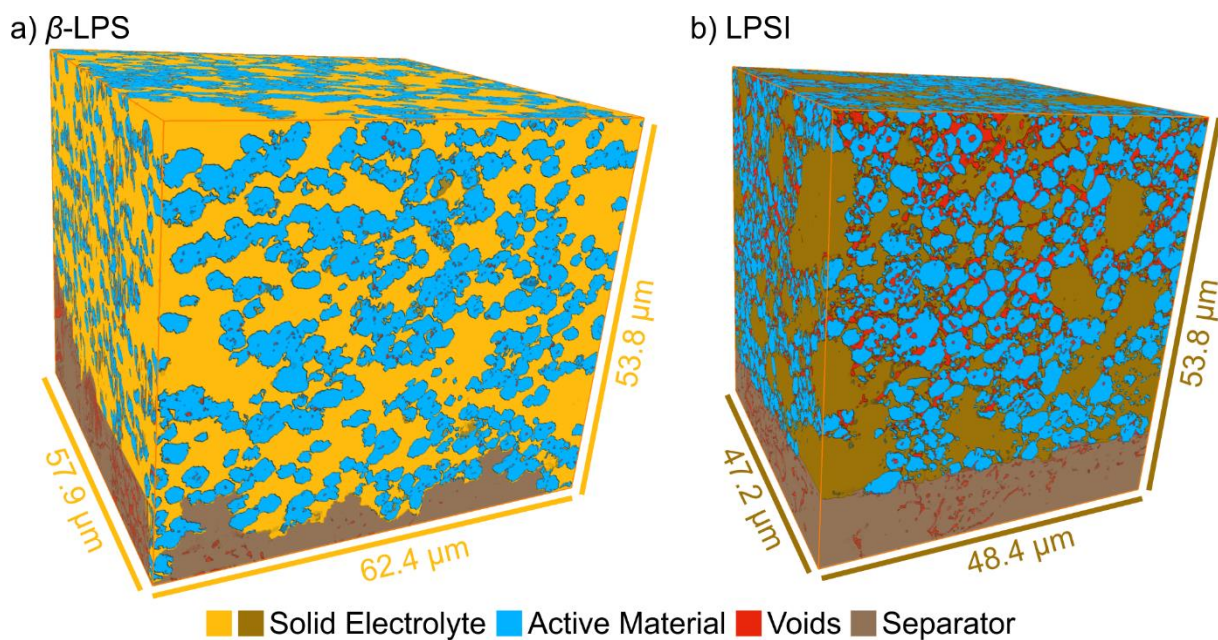 a) β-LPS
b) LPSI
57.9 µm
62.4 µm
53.8 µm
47.2 µm
48.4 µm
53.8 µm
Solid Electrolyte Active Material Voids Separator